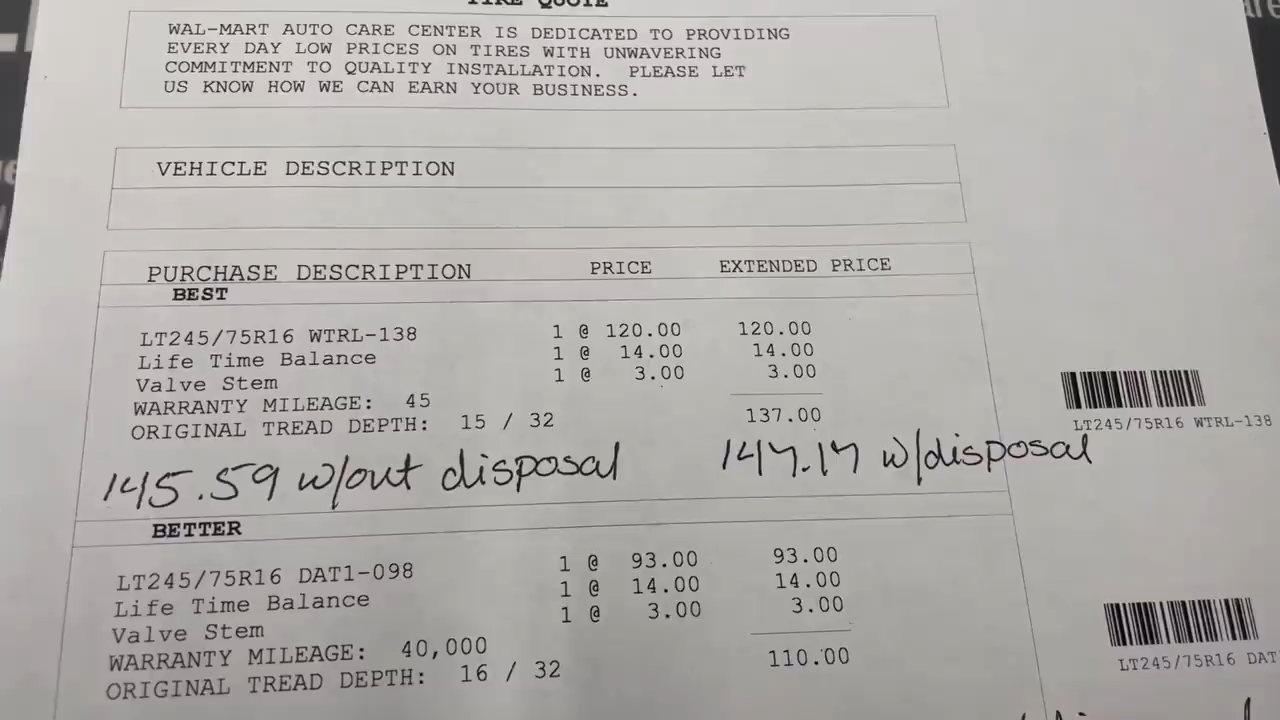 TIRE QUOTE
WAL-MART AUTO CARE CENTER IS DEDICATED TO PROVIDING
EVERY DAY LOW PRICES ON TIRES WITH UNWAVERING
COMMITMENT TO QUALITY INSTALLATION. PLEASE LET
US KNOW HOW WE CAN EARN YOUR BUSINESS.
VEHICLE DESCRIPTION
PURCHASE DESCRIPTION PRICE EXTENDED PRICE
BEST
LT245/75R16 WTRL-138 1 @ 120.00 120.00
Life Time Balance 1 @ 14.00 14.00
Valve Stem 1 @ 3.00 3.00
WARRANTY MILEAGE: 45
ORIGINAL TREAD DEPTH: 15 / 32 137.00
LT245/75R16 WTRL-138
145.59 w/out disposal 147.17 w/disposal
BETTER
LT245/75R16 DAT1-098 1 @ 93.00 93.00
Life Time Balance 1 @ 14.00 14.00
Valve Stem 1 @ 3.00 3.00
WARRANTY MILEAGE: 40,000
ORIGINAL TREAD DEPTH: 16 / 32 110.00
LT245/75R16 DAT